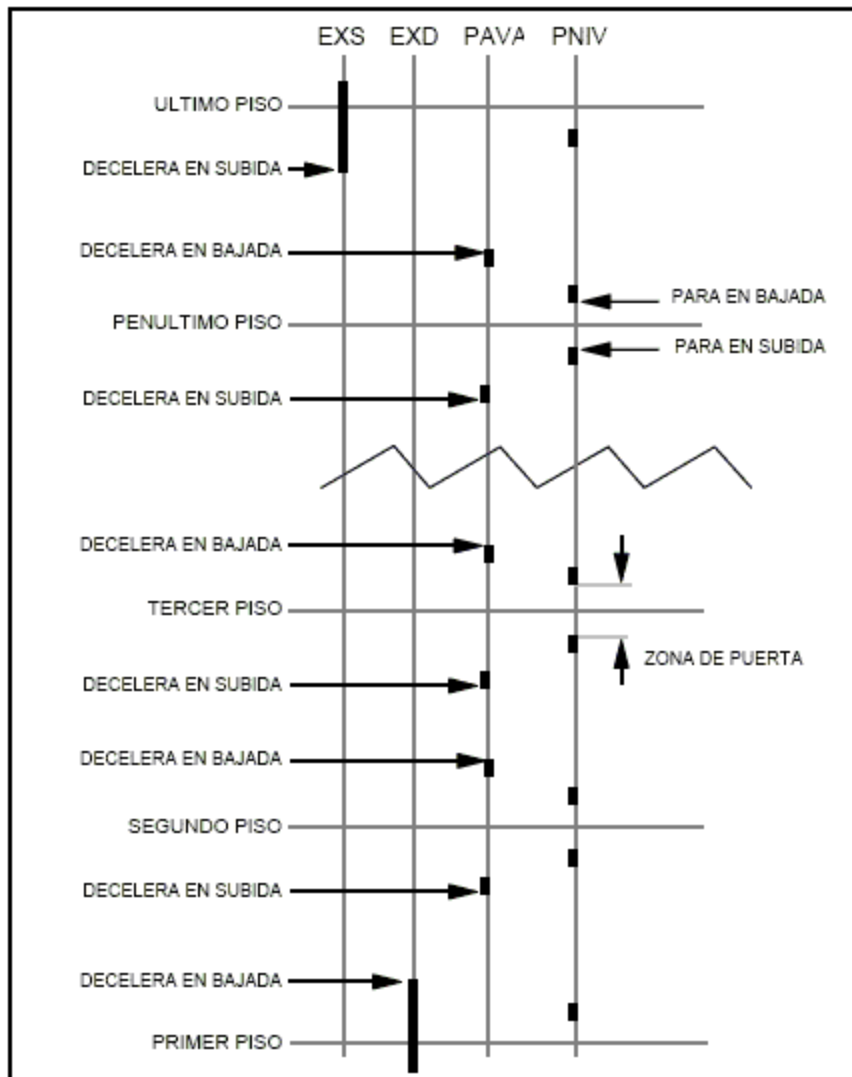 EXS EXD PAVA PNIV
ULTIMO PISO
DECELERA EN SUBIDA
DECELERA EN BAJADA
PARA EN BAJADA
PENULTIMO PISO
PARA EN SUBIDA
DECELERA EN SUBIDA
DECELERA EN BAJADA
TERCER PISO
ZONA DE PUERTA
DECELERA EN SUBIDA
DECELERA EN BAJADA
SEGUNDO PISO
DECELERA EN SUBIDA
DECELERA EN BAJADA
PRIMER PISO